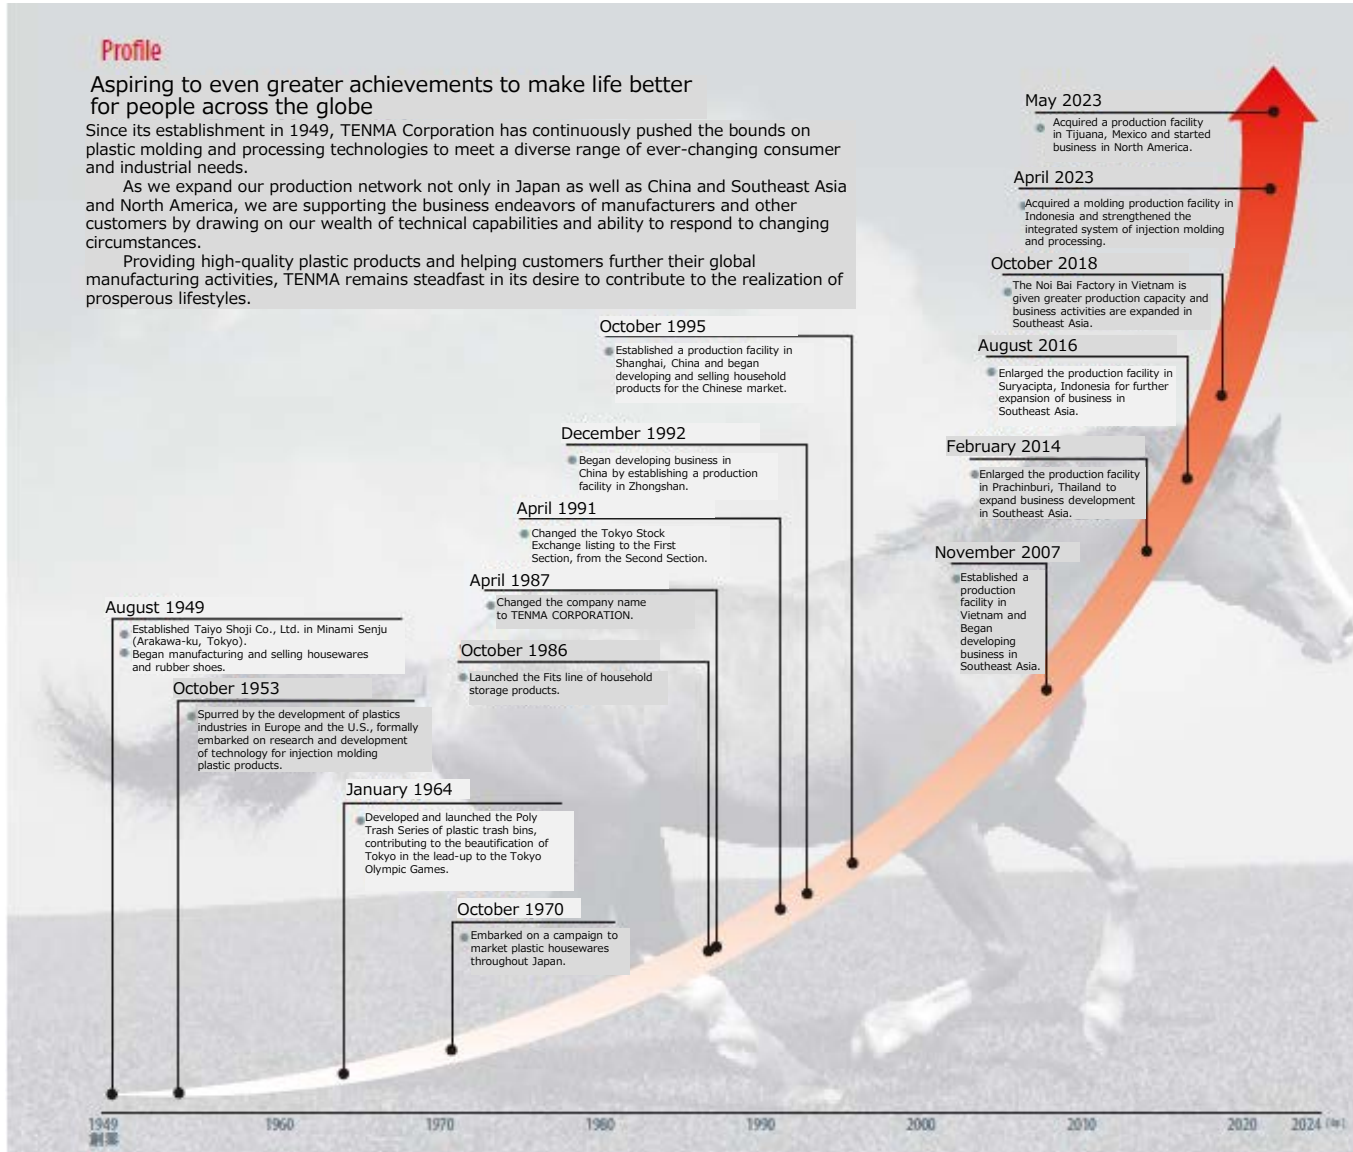 Profile
Aspiring to even greater achievements to make life better
for people across the globe
Since its establishment in 1949, TENMA Corporation has continuously pushed the bounds on
plastic molding and processing technologies to meet a diverse range of ever-changing consumer
and industrial needs.
As we expand our production network not only in Japan as well as China and Southeast Asia
and North America, we are supporting the business endeavors of manufacturers and other
customers by drawing on our wealth of technical capabilities and ability to respond to changing
circumstances.
Providing high-quality plastic products and helping customers further their global
manufacturing activities, TENMA remains steadfast in its desire to contribute to the realization of
prosperous lifestyles.
August 1949
Established Taiyo Shoji Co., Ltd. in Minami Senju
(Arakawa-ku, Tokyo).
Began manufacturing and selling housewares
and rubber shoes.
October 1953
Spurred by the development of plastics
industries in Europe and the U.S., formally
embarked on research and development
of technology for injection molding
plastic products.
January 1964
Developed and launched the Poly
Trash Series of plastic trash bins,
contributing to the beautification of
Tokyo in the lead-up to the Tokyo
Olympic Games.
October 1970
Embarked on a campaign to
market plastic housewares
throughout Japan.
October 1986
Launched the Fits line of household
storage products.
April 1987
Changed the company name
to TENMA CORPORATION.
April 1991
Changed the Tokyo Stock
Exchange listing to the First
Section, from the Second Section.
December 1992
Began developing business in
China by establishing a production
facility in Zhongshan.
October 1995
Established a production facility in
Shanghai, China and began
developing and selling household
products for the Chinese market.
November 2007
Established a
production
facility in
Vietnam and
Began
developing
business in
Southeast Asia.
February 2014
Enlarged the production facility
in Prachinburi, Thailand to
expand business development
in Southeast Asia.
August 2016
Enlarged the production facility in
Suryacipta, Indonesia for further
expansion of business in
Southeast Asia.
October 2018
The Noi Bai Factory in Vietnam is
given greater production capacity and
business activities are expanded in
Southeast Asia.
April 2023
Acquired a molding production facility in
Indonesia and strengthened the
integrated system of injection molding
and processing.
May 2023
Acquired a production facility
in Tijuana, Mexico and started
business in North America.
1949 1960 1970 1980 1990 2000 2010 2020 2024 (年)
創業